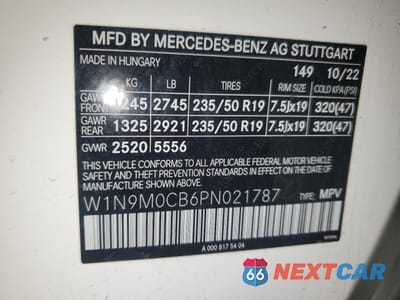 MFD BY MERCEDES-BENZ AG STUTTGART
MADE IN HUNGARY 149 10/22
KG LB TIRES RIM SIZE COLD KPA (PSI)
GAWR FRONT 1245 2745 235/50 R19 7.5Jx19 320(47)
GAWR REAR 1325 2921 235/50 R19 7.5Jx19 320(47)
GVWR 2520 5556
THIS VEHICLE CONFORMS TO ALL APPLICABLE U.S. FEDERAL MOTOR VEHICLE
SAFETY AND THEFT PREVENTION STANDARDS IN EFFECT ON THE DATE OF
MANUFACTURE SHOWN ABOVE.
W1N9M0CB6PN021787 TYPE: MPV
A 000 817 54 04
66 NEXTCAR